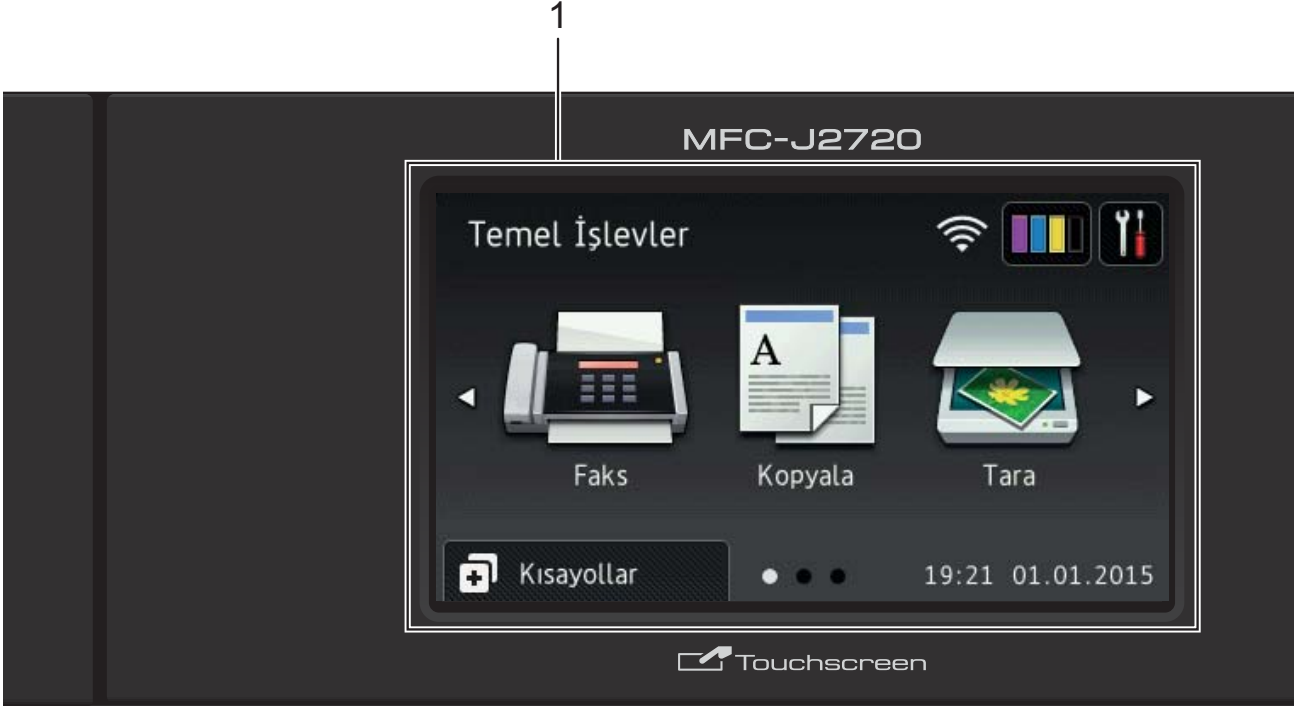 1
MFC-J2720
Temel İşlevler
A
Faks
Kopyala
Tara
Kısayollar
19:21 01.01.2015
Touchscreen